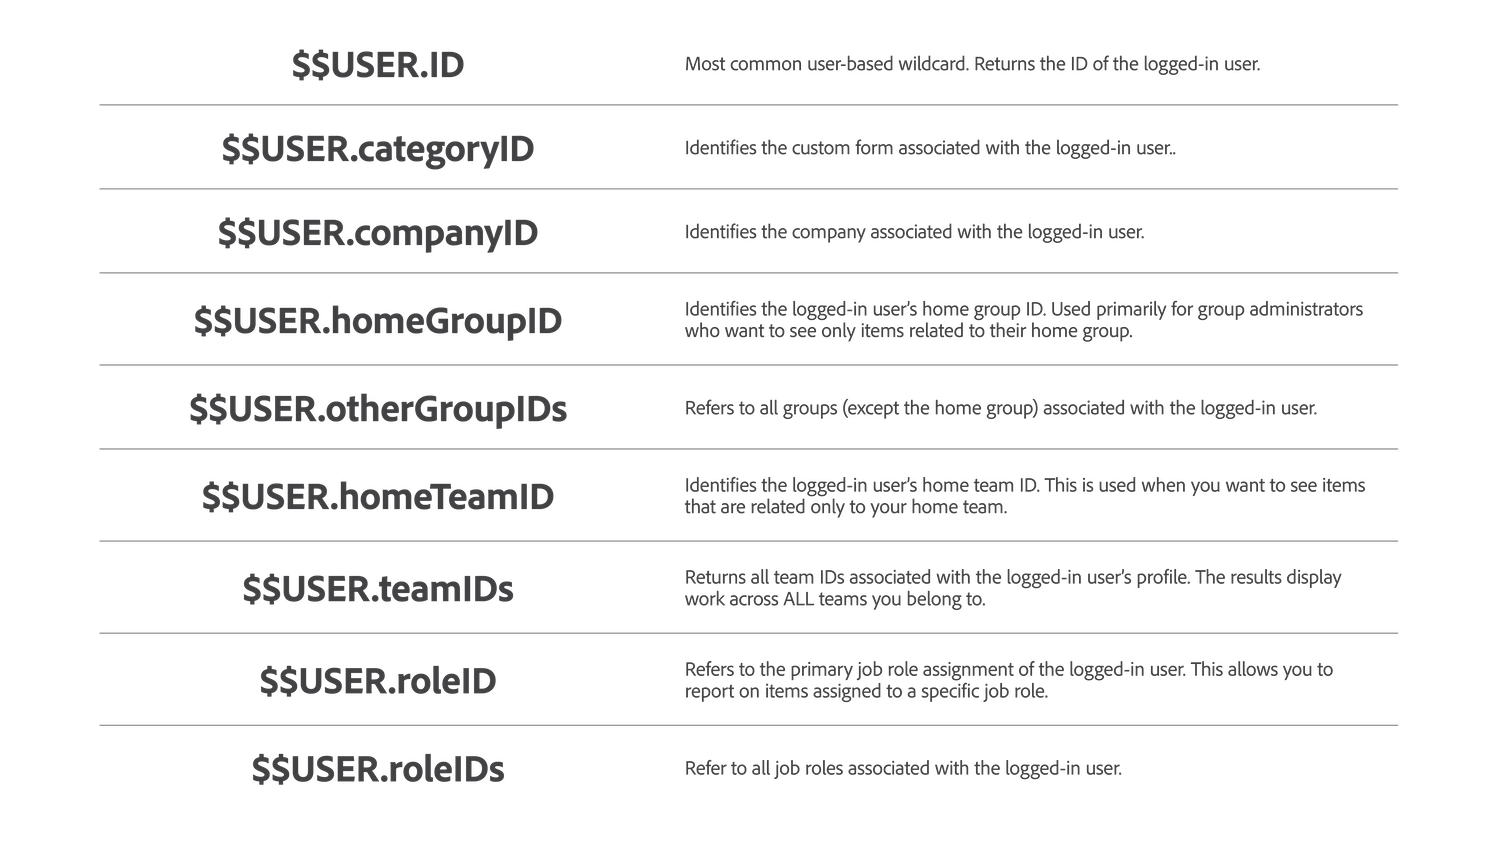 $$USER.ID
Most common user-based wildcard. Returns the ID of the logged-in user.
$$USER.categoryID
Identifies the custom form associated with the logged-in user..
$$USER.companyID
Identifies the company associated with the logged-in user.
$$USER.homeGroupID
Identifies the logged-in user’s home group ID. Used primarily for group administrators
who want to see only items related to their home group.
$$USER.otherGroupIDs
Refers to all groups (except the home group) associated with the logged-in user.
$$USER.homeTeamID
Identifies the logged-in user’s home team ID. This is used when you want to see items
that are related only to your home team.
$$USER.teamIDs
Returns all team IDs associated with the logged-in user’s profile. The results display
work across ALL teams you belong to.
$$USER.roleID
Refers to the primary job role assignment of the logged-in user. This allows you to
report on items assigned to a specific job role.
$$USER.roleIDs
Refer to all job roles associated with the logged-in user.